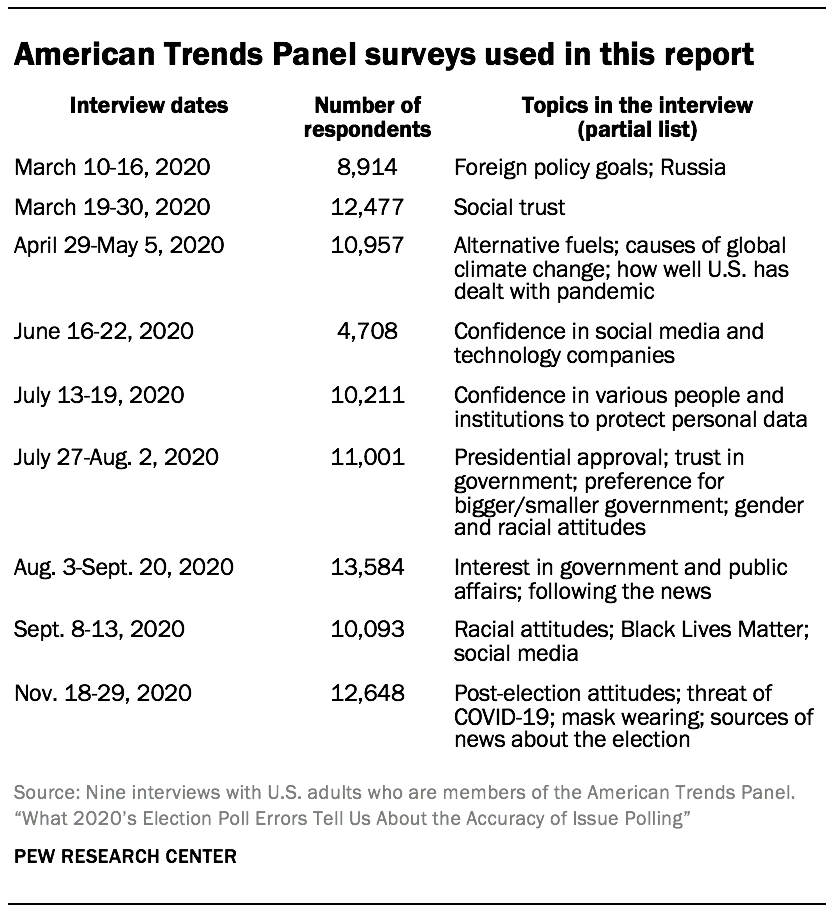 American Trends Panel surveys used in this report
Interview dates
Number of
respondents
Topics in the interview
(partial list)
March 10-16, 2020 8,914 Foreign policy goals; Russia
March 19-30, 2020 12,477 Social trust
April 29-May 5, 2020 10,957 Alternative fuels; causes of global
climate change; how well U.S. has
dealt with pandemic
June 16-22, 2020 4,708 Confidence in social media and
technology companies
July 13-19, 2020 10,211 Confidence in various people and
institutions to protect personal data
July 27-Aug. 2, 2020 11,001 Presidential approval; trust in
government; preference for
bigger/smaller government; gender
and racial attitudes
Aug. 3-Sept. 20, 2020 13,584 Interest in government and public
affairs; following the news
Sept. 8-13, 2020 10,093 Racial attitudes; Black Lives Matter;
social media
Nov. 18-29, 2020 12,648 Post-election attitudes; threat of
COVID-19; mask wearing; sources of
news about the election
Source: Nine interviews with U.S. adults who are members of the American Trends Panel.
“What 2020’s Election Poll Errors Tell Us About the Accuracy of Issue Polling”
PEW RESEARCH CENTER